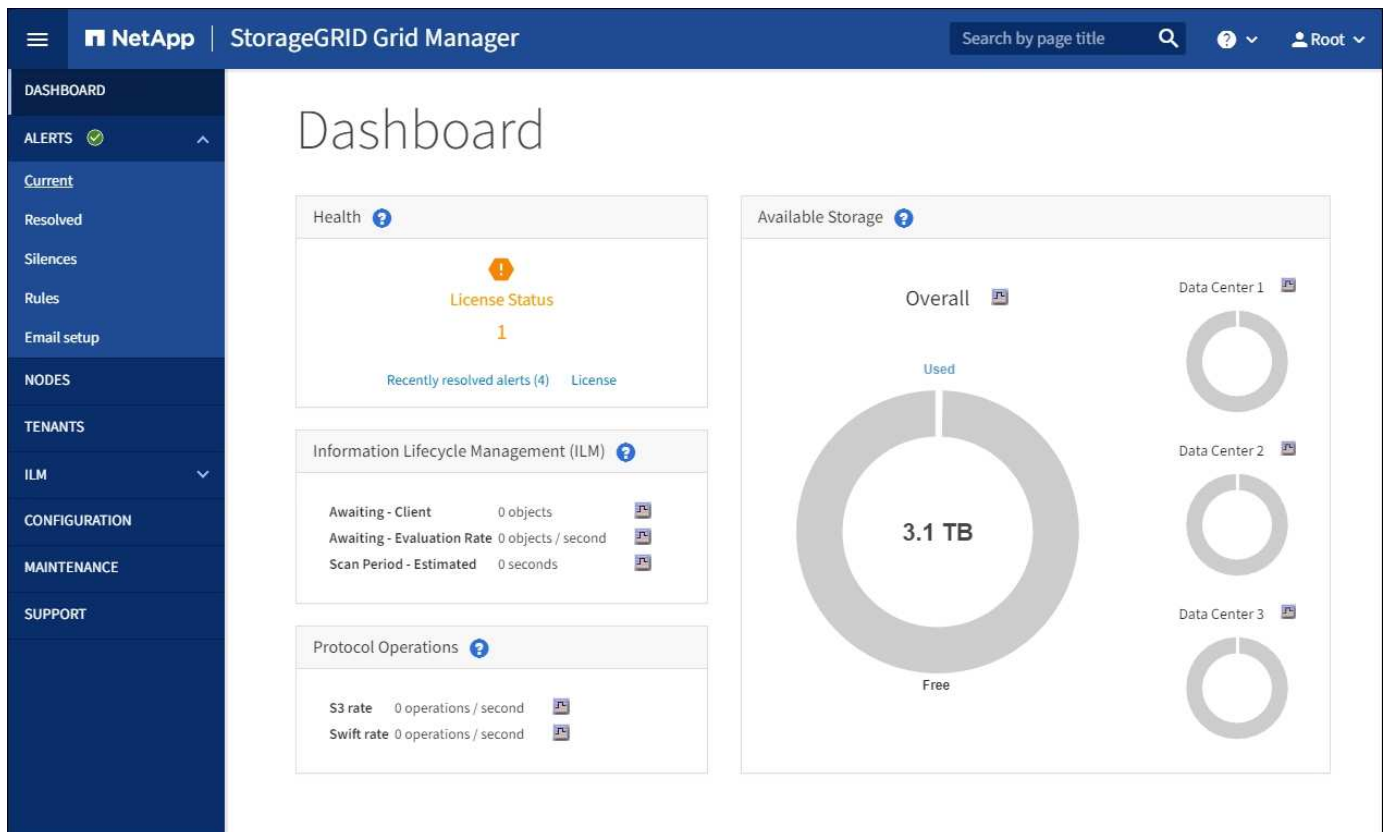 NetApp | StorageGRID Grid Manager
Search by page title
? Root
DASHBOARD
ALERTS
Current
Resolved
Silences
Rules
Email setup
NODES
TENANTS
ILM
CONFIGURATION
MAINTENANCE
SUPPORT
Dashboard
Health ?
!
License Status
1
Recently resolved alerts (4) License
Information Lifecycle Management (ILM) ?
Awaiting - Client 0 objects
Awaiting - Evaluation Rate 0 objects / second
Scan Period - Estimated 0 seconds
Protocol Operations ?
S3 rate 0 operations / second
Swift rate 0 operations / second
Available Storage ?
Overall
Used
3.1 TB
Free
Data Center 1
Data Center 2
Data Center 3